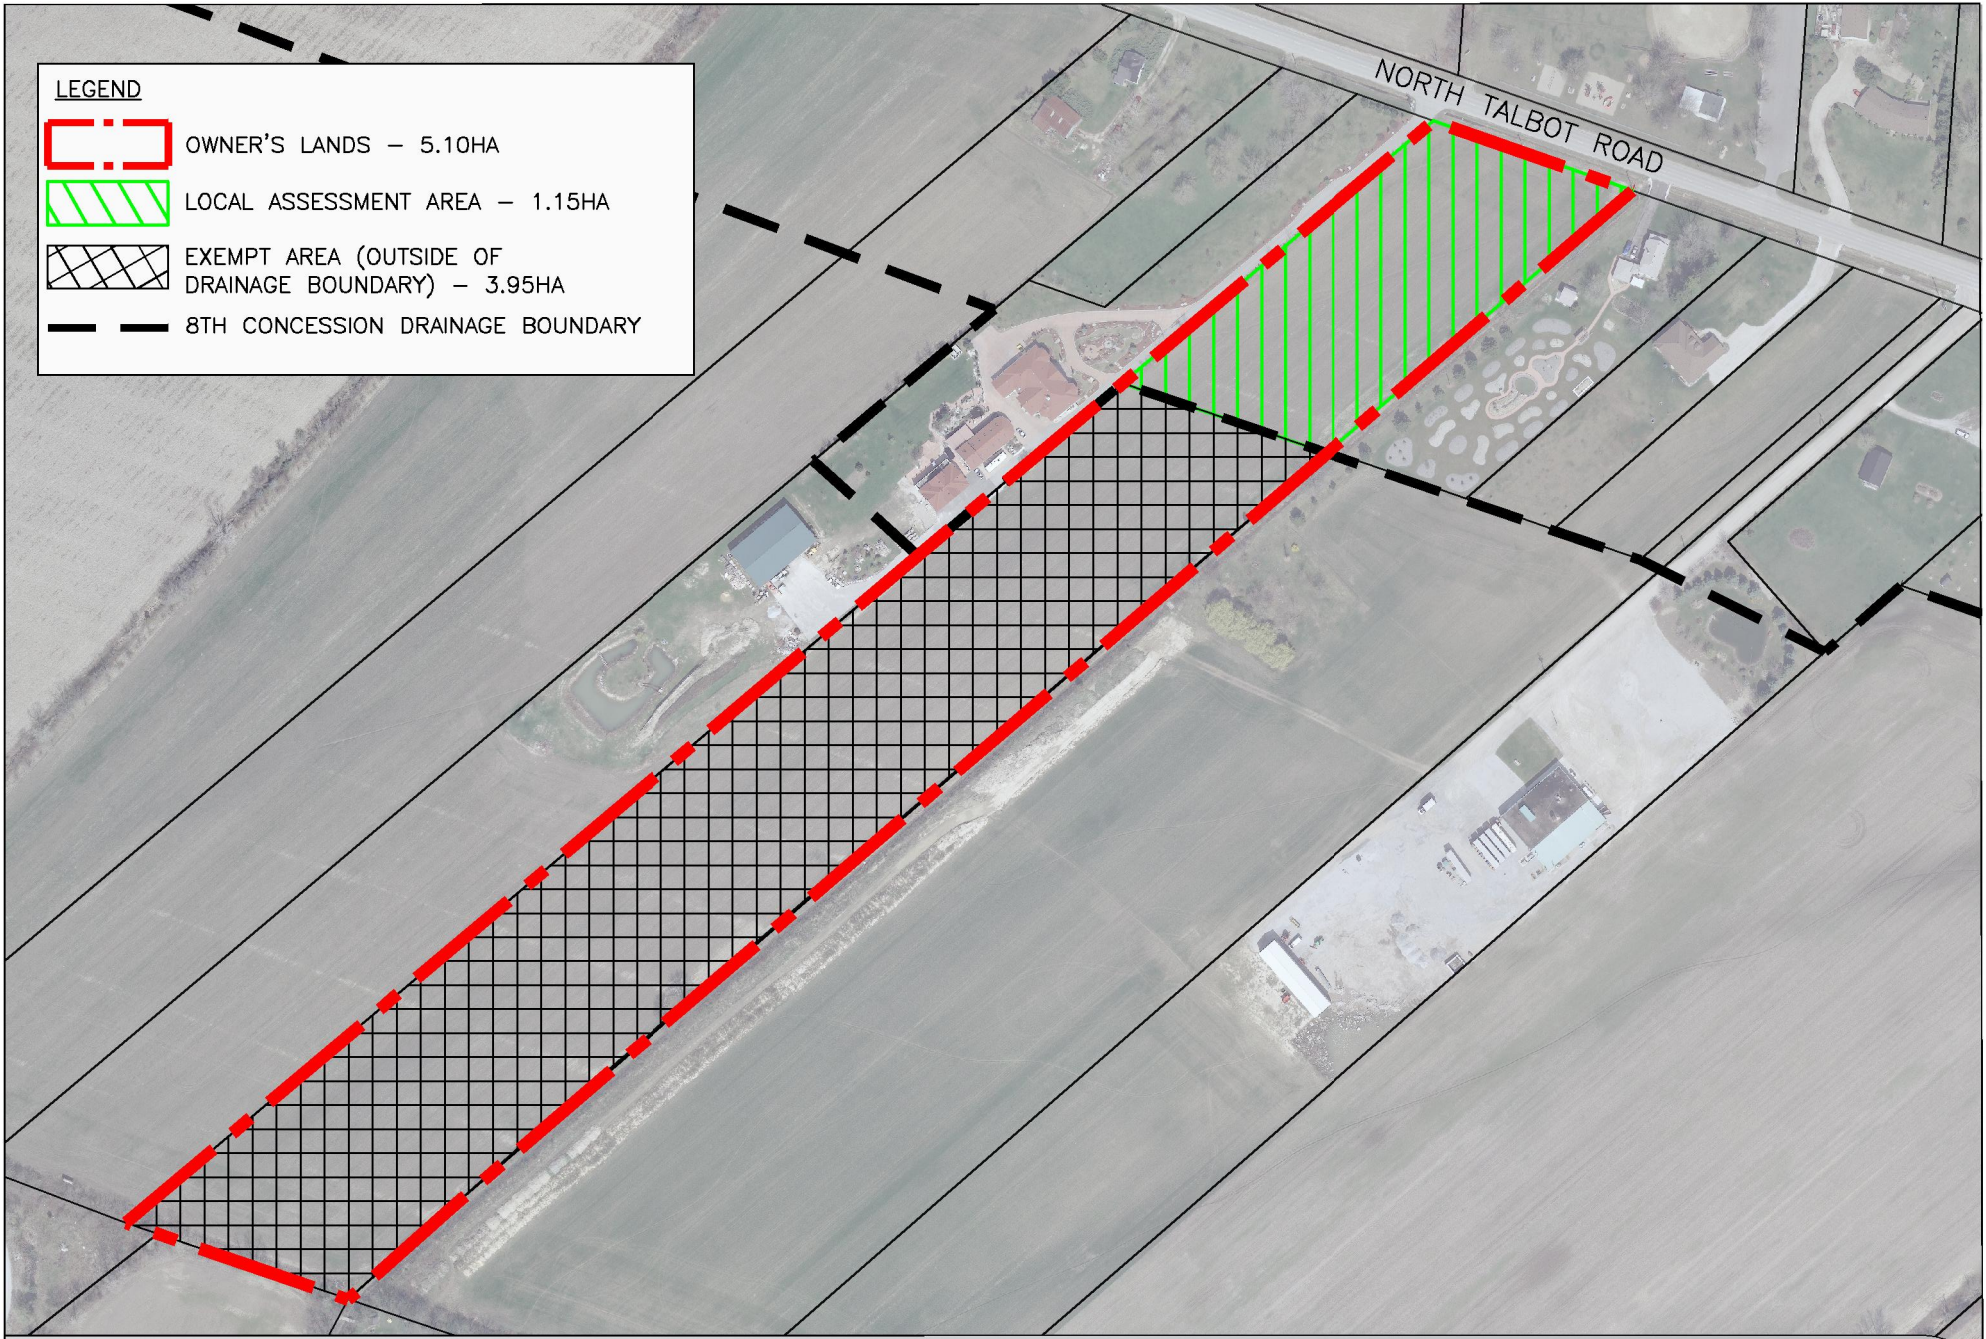 LEGEND
OWNER'S LANDS – 5.10HA
LOCAL ASSESSMENT AREA – 1.15HA
EXEMPT AREA (OUTSIDE OF
DRAINAGE BOUNDARY) – 3.95HA
8TH CONCESSION DRAINAGE BOUNDARY
NORTH TALBOT ROAD